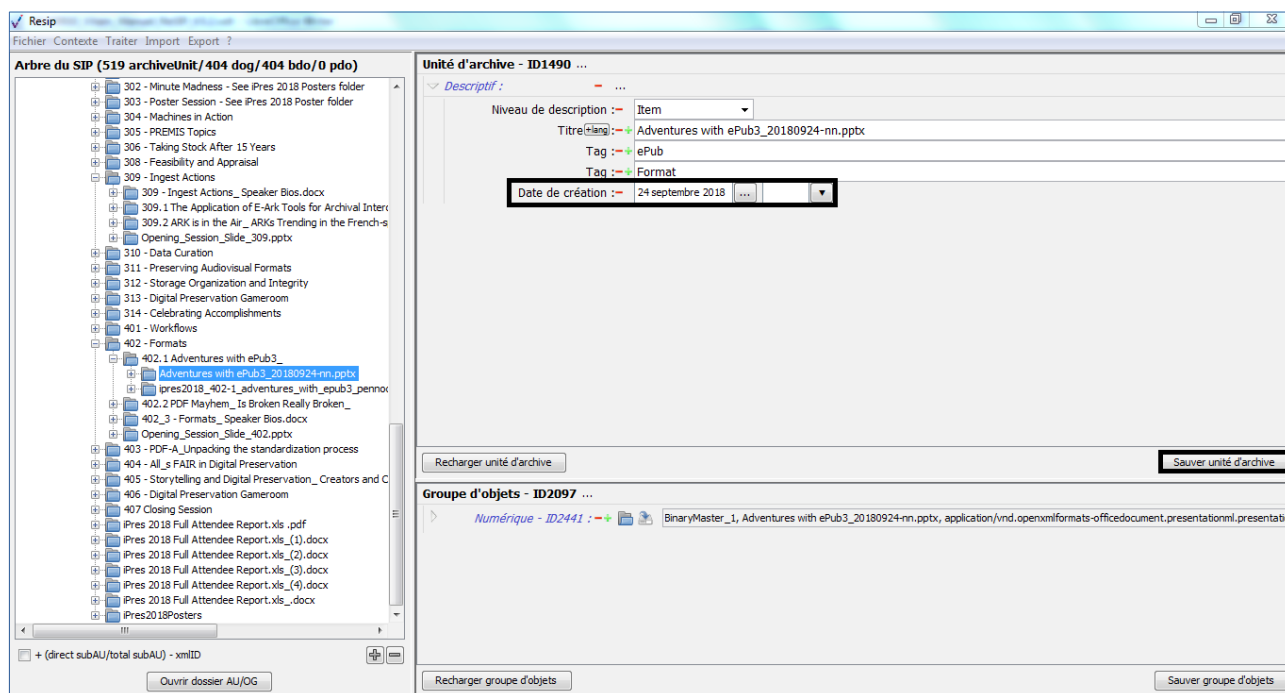 Resip
Fichier Contexte Traiter Import Export ?
Arbre du SIP (519 archiveUnit/404 dog/404 bdo/0 pdo)
302 - Minute Madness - See iPres 2018 Posters folder
303 - Poster Session - See iPres 2018 Poster folder
304 - Machines in Action
305 - PREMIS Topics
306 - Taking Stock After 15 Years
308 - Feasibility and Appraisal
309 - Ingest Actions
309 - Ingest Actions_ Speaker Bios.docx
309.1 The Application of E-Ark Tools for Archival Interc
309.2 ARK is in the Air_ ARKs Trending in the French-s
Opening_Session_Slide_309.pptx
310 - Data Curation
311 - Preserving Audiovisual Formats
312 - Storage Organization and Integrity
313 - Digital Preservation Gameroom
314 - Celebrating Accomplishments
401 - Workflows
402 - Formats
402.1 Adventures with ePub3_
Adventures with ePub3_20180924-nn.pptx
ipres2018_402-1_adventures_with_epub3_pennoc
402.2 PDF Mayhem_ Is Broken Really Broken_
402_3 - Formats_ Speaker Bios.docx
Opening_Session_Slide_402.pptx
403 - PDF-A_Unpacking the standardization process
404 - All_s FAIR in Digital Preservation
405 - Storytelling and Digital Preservation_ Creators and C
406 - Digital Preservation Gameroom
407 Closing Session
iPres 2018 Full Attendee Report.xls .pdf
iPres 2018 Full Attendee Report.xls_(1).docx
iPres 2018 Full Attendee Report.xls_(2).docx
iPres 2018 Full Attendee Report.xls_(3).docx
iPres 2018 Full Attendee Report.xls_(4).docx
iPres 2018 Full Attendee Report.xls_.docx
iPres2018Posters
+ (direct subAU/total subAU) - xmlID
Ouvrir dossier AU/OG
Unité d'archive - ID1490 ...
Descriptif : - ...
Niveau de description :- Item
Titre +lang :-+ Adventures with ePub3_20180924-nn.pptx
Tag :-+ ePub
Tag :-+ Format
Date de création :- 24 septembre 2018 ...
Recharger unité d'archive
Sauver unité d'archive
Groupe d'objets - ID2097 ...
Numérique - ID2441 : -+ BinaryMaster_1, Adventures with ePub3_20180924-nn.pptx, application/vnd.openxmlformats-officedocument.presentationml.presentati
Recharger groupe d'objets
Sauver groupe d'objets